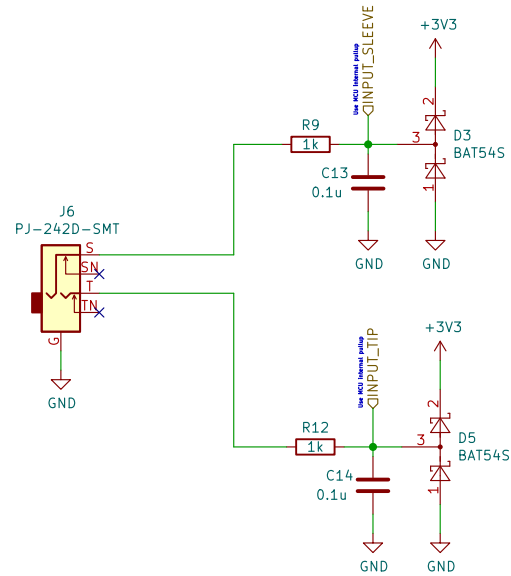 +3V3
Use MCU Internal pullup
INPUT_SLEEVE
2
R9
1k
3
D3
BAT54S
C13
0.1u
1
J6
PJ-242D-SMT
S
SN
T
TN
G
GND
GND
GND
+3V3
Use MCU Internal pullup
INPUT_TIP
2
R12
1k
3
D5
BAT54S
C14
0.1u
1
GND
GND